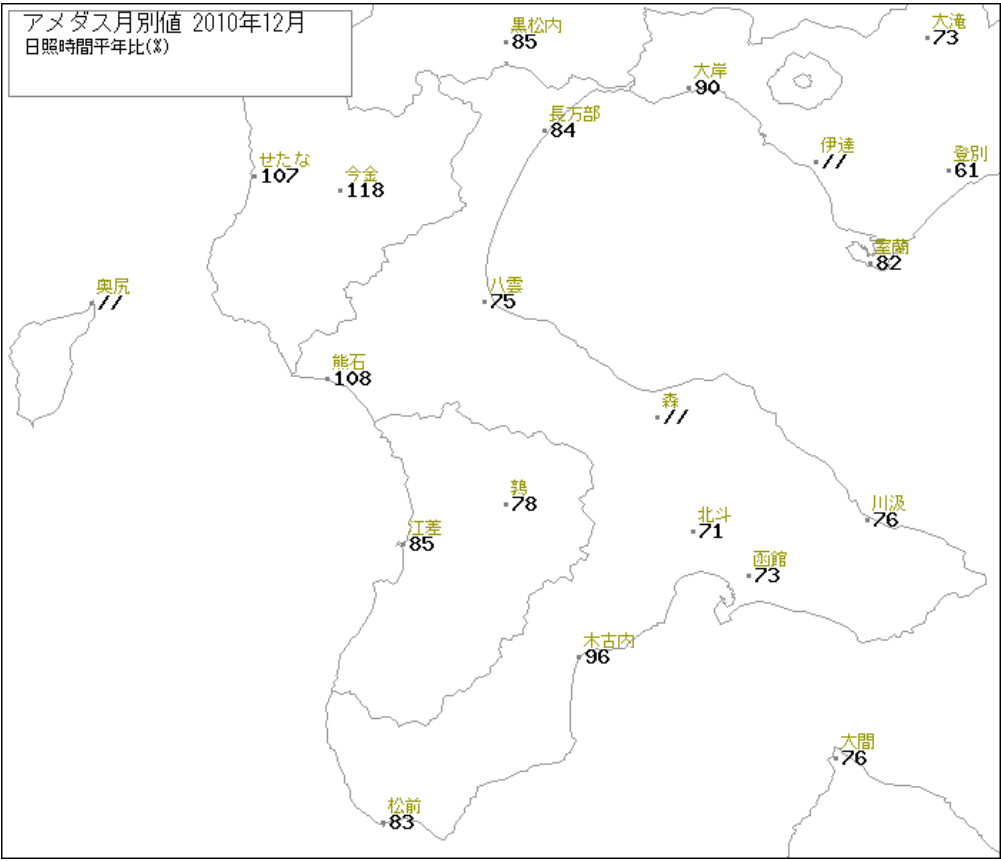 アメダス月別値 2010年12月
日照時間平年比(%)
黒松内
85
大滝
73
大岸
90
長万部
84
伊達
//
登別
61
せたな
107
今金
118
室蘭
82
奥尻
//
八雲
75
熊石
108
森
//
鶉
78
川汲
76
北斗
71
江差
85
函館
73
木古内
96
大間
76
松前
83